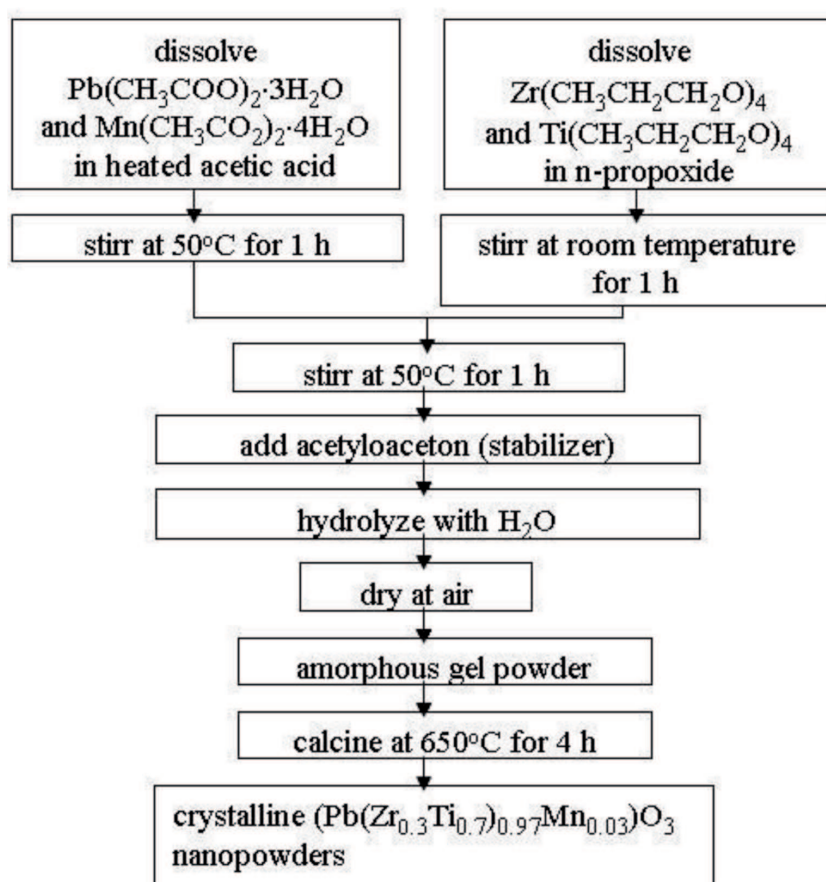 dissolve
Pb(CH₃COO)₂·3H₂O
and Mn(CH₃CO₂)₂·4H₂O
in heated acetic acid
dissolve
Zr(CH₃CH₂CH₂O)₄
and Ti(CH₃CH₂CH₂O)₄
in n-propoxide
stirr at 50°C for 1 h
stirr at room temperature
for 1 h
stirr at 50°C for 1 h
add acetyloaceton (stabilizer)
hydrolyze with H₂O
dry at air
amorphous gel powder
calcine at 650°C for 4 h
crystalline (Pb(Zr₀.₃Ti₀.₇)₀.₉₇Mn₀.₀₃)O₃
nanopowders